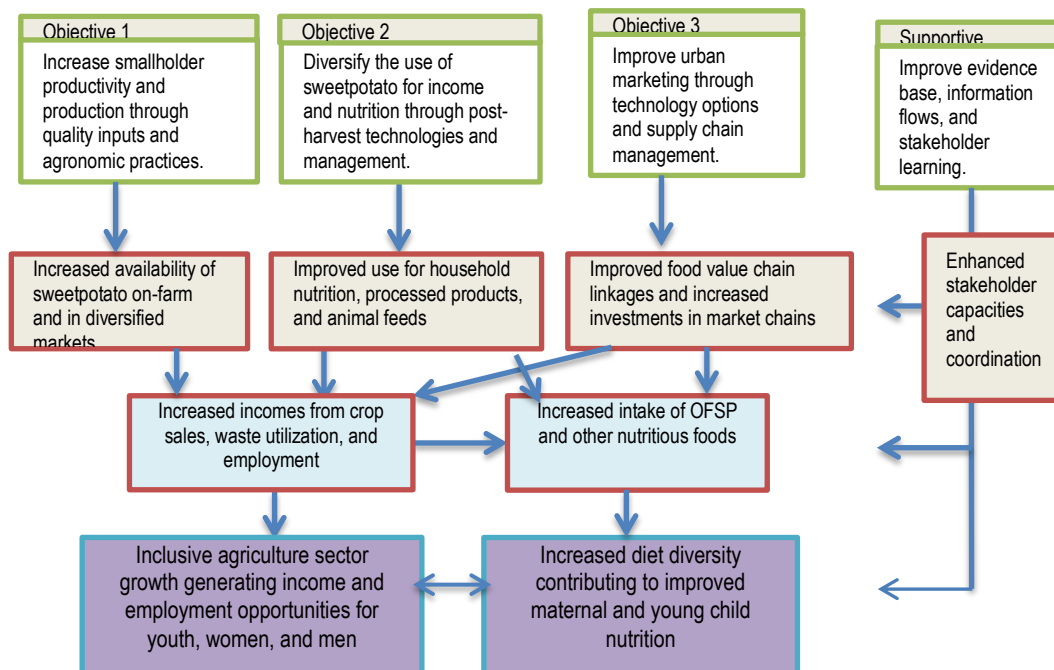 Objective 1
Increase smallholder
productivity and
production through
quality inputs and
agronomic practices.
Objective 2
Diversify the use of
sweetpotato for income
and nutrition through post-
harvest technologies and
management.
Objective 3
Improve urban
marketing through
technology options
and supply chain
management.
Supportive
Improve evidence
base, information
flows, and
stakeholder
learning.
Increased availability of
sweetpotato on-farm
and in diversified
markets
Improved use for household
nutrition, processed products,
and animal feeds
Improved food value chain
linkages and increased
investments in market chains
Enhanced
stakeholder
capacities
and
coordination
Increased incomes from crop
sales, waste utilization, and
employment
Increased intake of OFSP
and other nutritious foods
Inclusive agriculture sector
growth generating income and
employment opportunities for
youth, women, and men
Increased diet diversity
contributing to improved
maternal and young child
nutrition